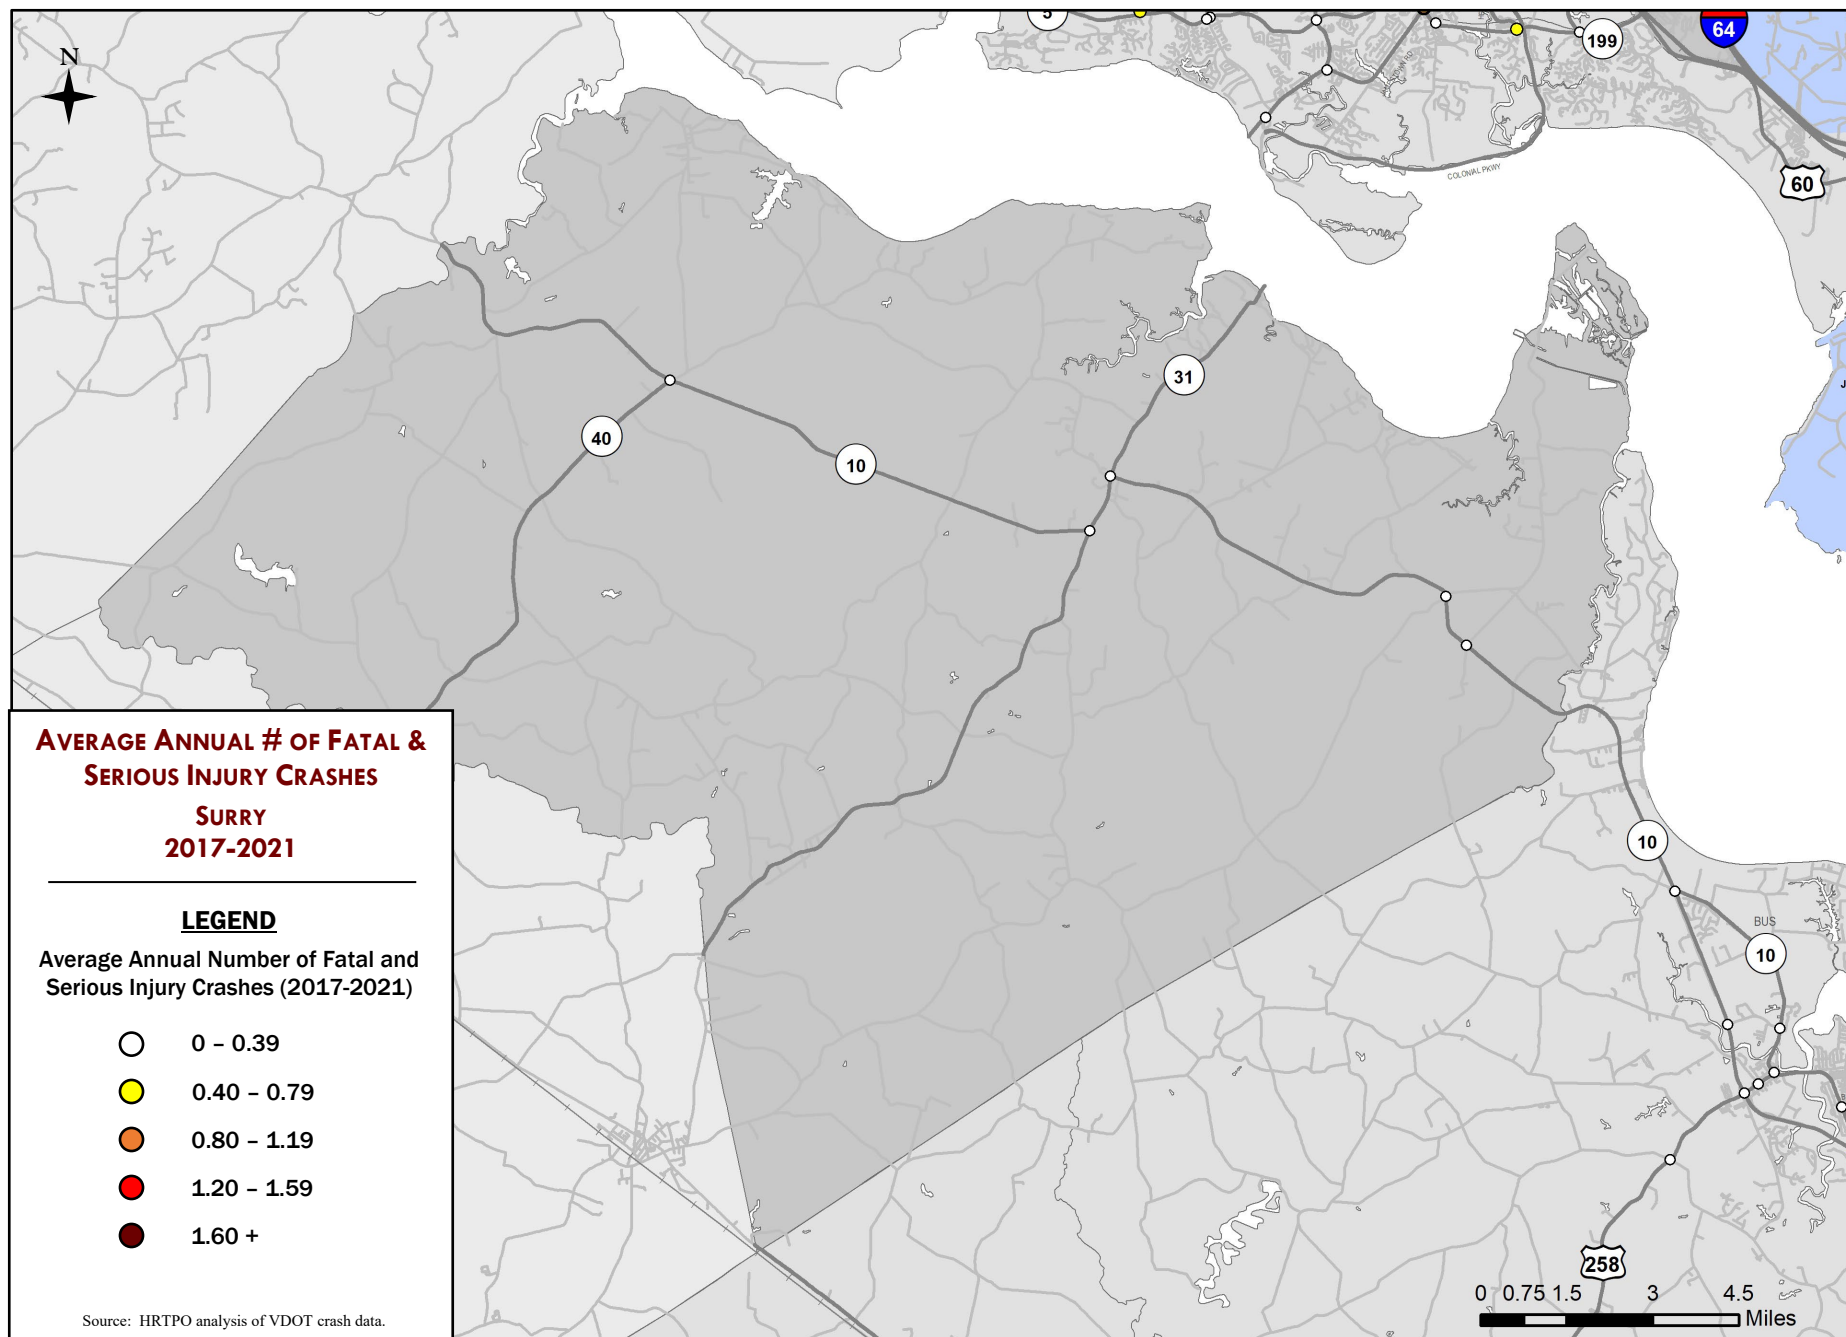 N
5
199
64
60
COLONIAL PKWY
31
40
10
10
BUS
10
258
AVERAGE ANNUAL # OF FATAL &
SERIOUS INJURY CRASHES
SURRY
2017-2021
LEGEND
Average Annual Number of Fatal and
Serious Injury Crashes (2017-2021)
0 – 0.39
0.40 – 0.79
0.80 – 1.19
1.20 – 1.59
1.60 +
Source: HRTPO analysis of VDOT crash data.
0 0.75 1.5 3 4.5
Miles